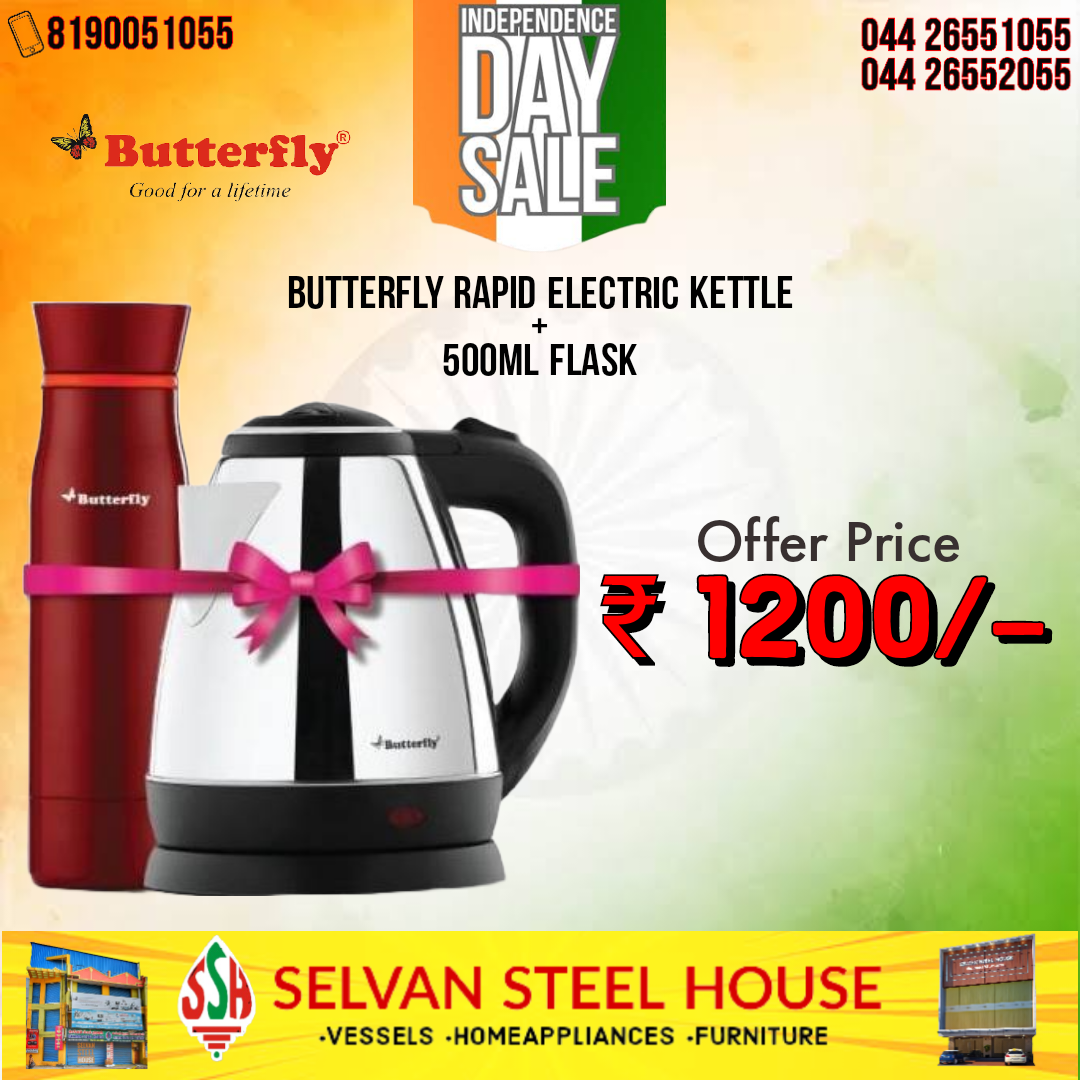 8190051055
INDEPENDENCE
DAY
SALE
044 26551055
044 26552055
Butterfly®
Good for a lifetime
BUTTERFLY RAPID ELECTRIC KETTLE
+
500ML FLASK
Butterfly
Butterfly
Offer Price
₹ 1200/-
SSH
SELVAN STEEL HOUSE
•VESSELS •HOMEAPPLIANCES •FURNITURE